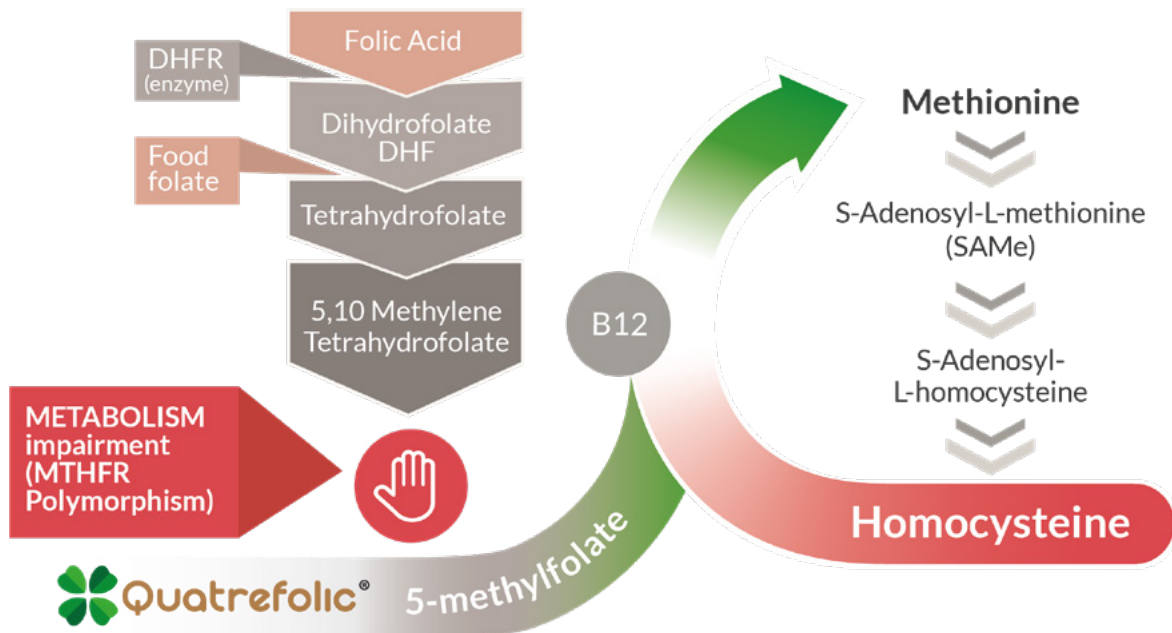 Folic Acid
DHFR
(enzyme)
Dihydrofolate
DHF
Food
folate
Tetrahydrofolate
5,10 Methylene
Tetrahydrofolate
METABOLISM
impairment
(MTHFR
Polymorphism)
Quatrefolic®
5-methylfolate
B12
Methionine
S-Adenosyl-L-methionine
(SAMe)
S-Adenosyl-
L-homocysteine
Homocysteine